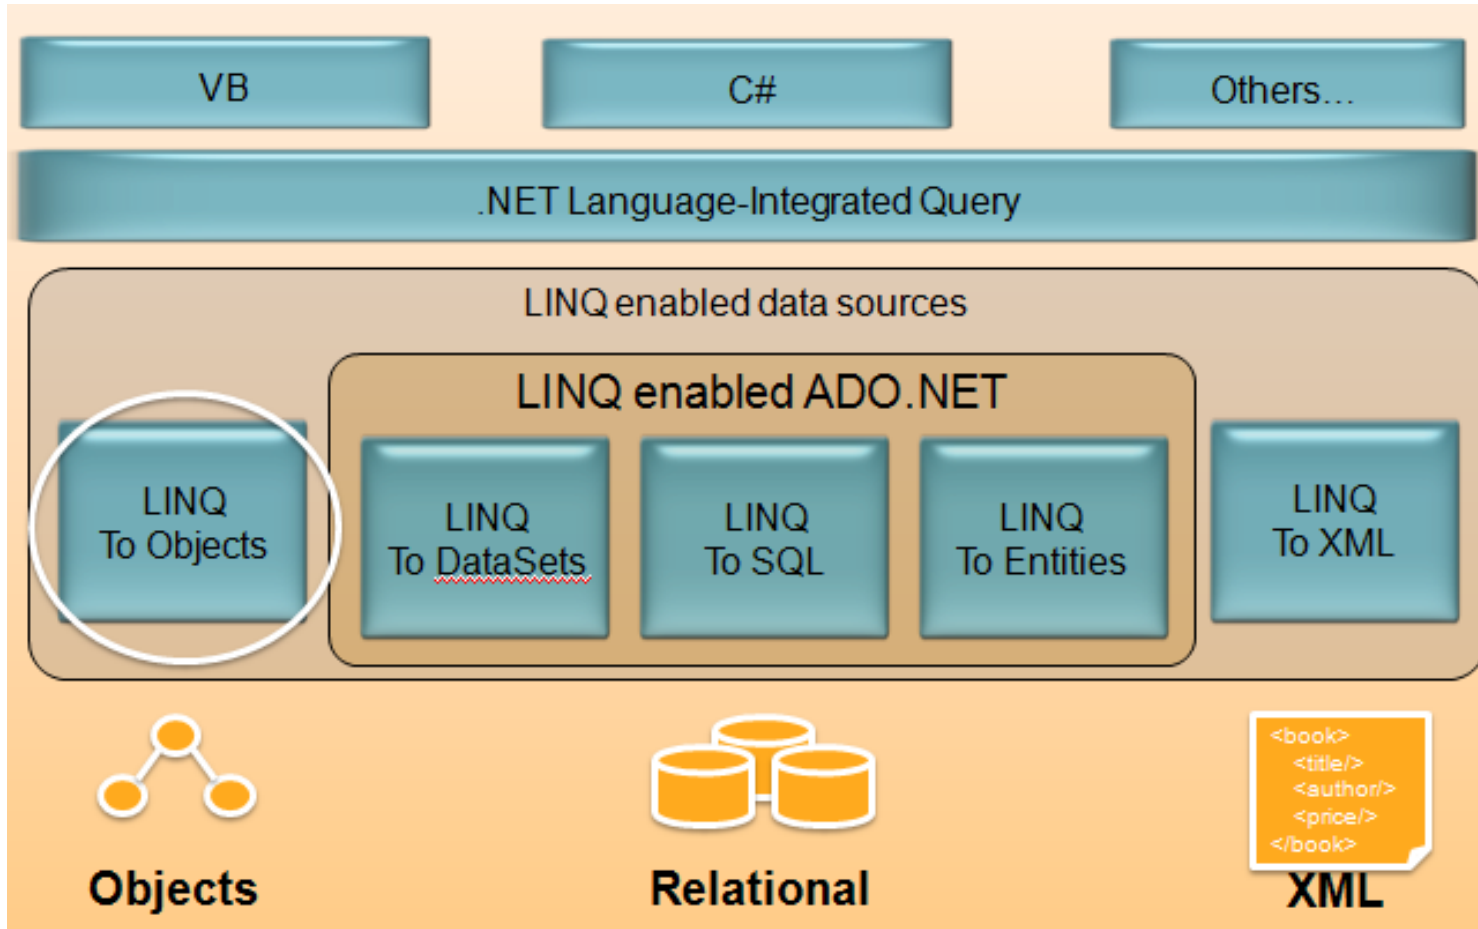 VB
C#
Others...
.NET Language-Integrated Query
LINQ enabled data sources
LINQ enabled ADO.NET
LINQ
To Objects
LINQ
To DataSets
LINQ
To SQL
LINQ
To Entities
LINQ
To XML
<book>
<title/>
<author/>
<price/>
</book>
Objects
Relational
XML